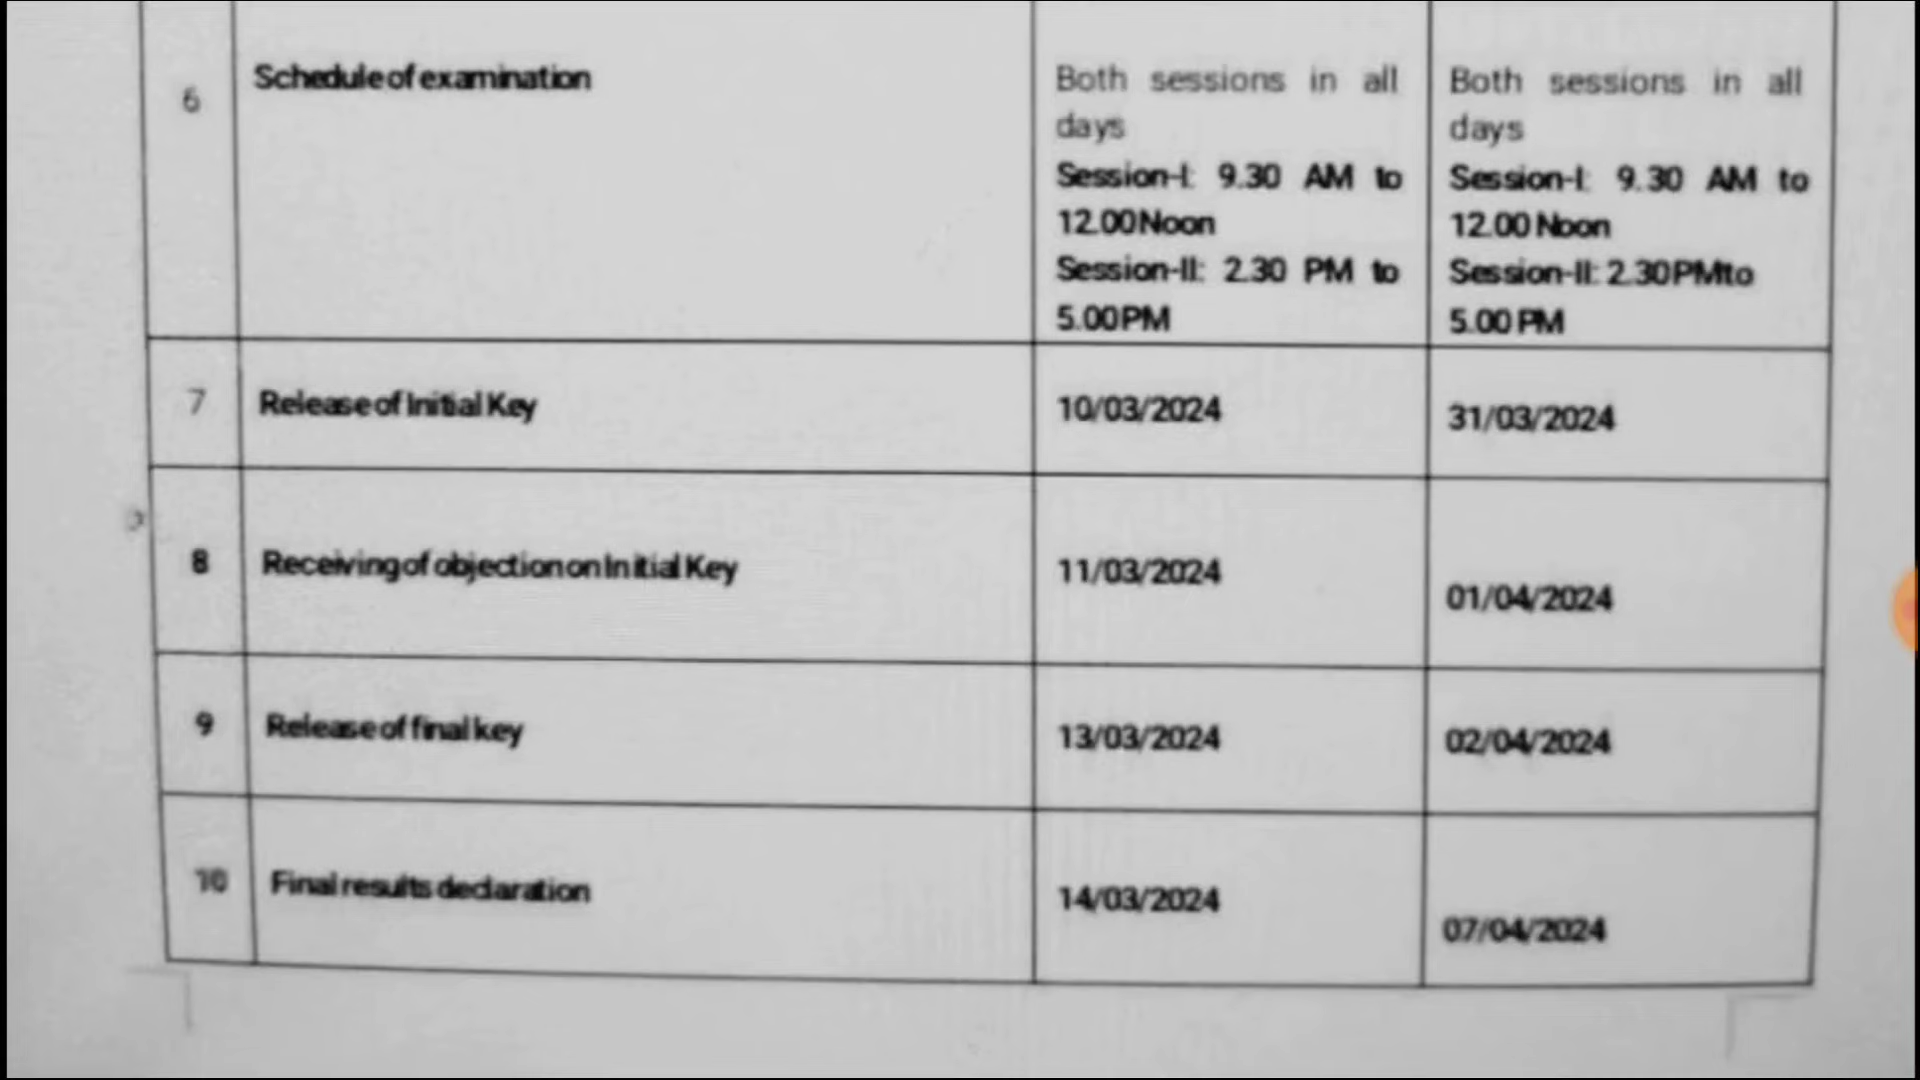 6
Schedule of examination
Both sessions in all
days
Session-I: 9.30 AM to
12.00 Noon
Session-II: 2.30 PM to
5.00 PM
Both sessions in all
days
Session-I: 9.30 AM to
12.00 Noon
Session-II: 2.30 PM to
5.00 PM
7
Release of Initial Key
10/03/2024
31/03/2024
8
Receiving of objection on Initial Key
11/03/2024
01/04/2024
9
Release of final key
13/03/2024
02/04/2024
10
Final results declaration
14/03/2024
07/04/2024